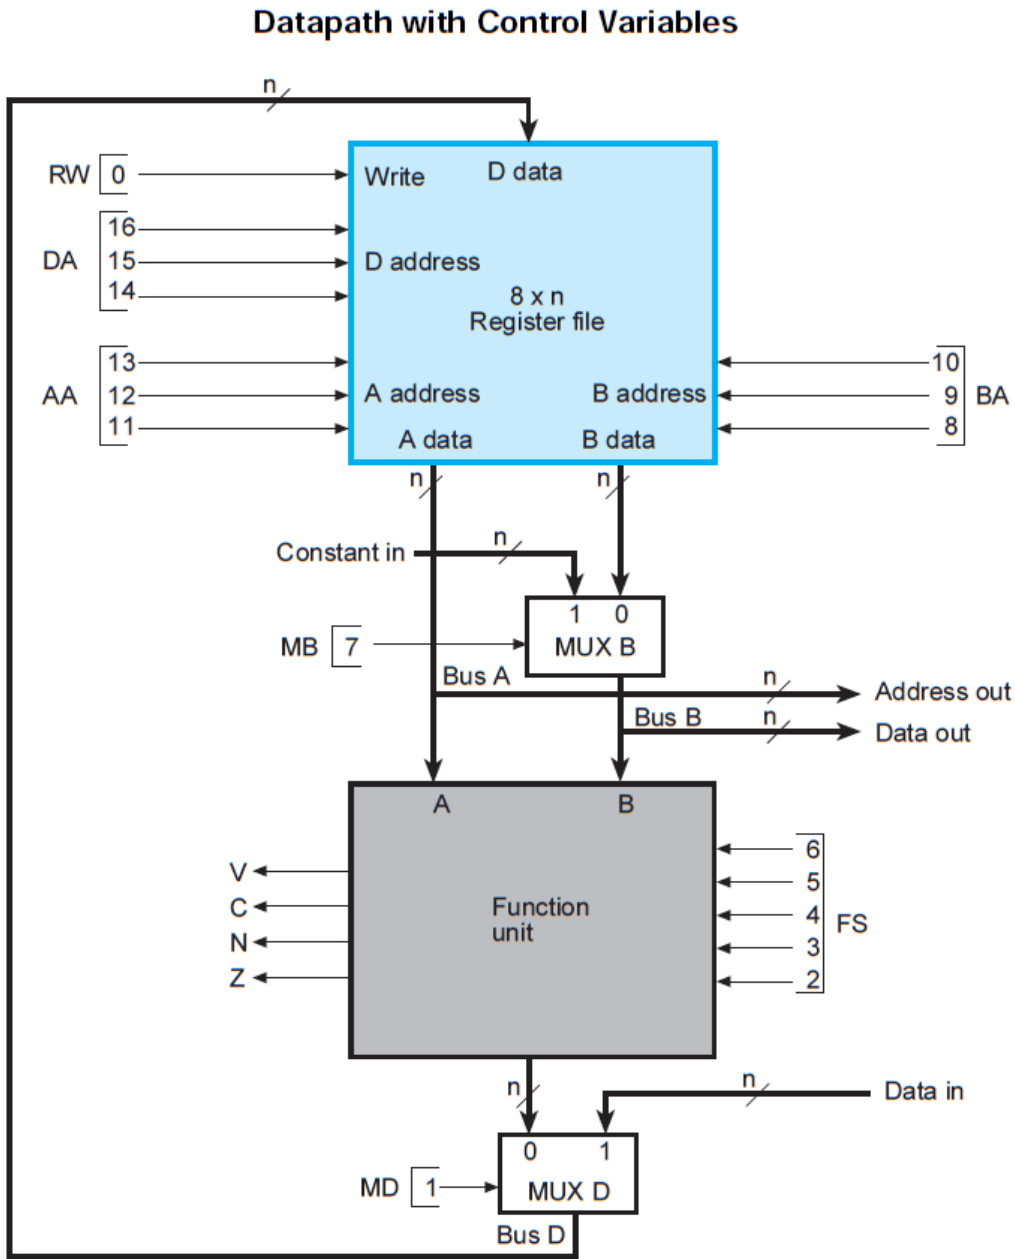 Datapath with Control Variables
n
RW 0
Write
D data
16
DA 15
D address
14
8 x n
Register file
13
10
AA 12
A address
B address
9 BA
11
8
A data
B data
n
n
Constant in
n
1 0
MB 7
MUX B
Bus A
n
Address out
Bus B
n
Data out
A
B
6
V
5
C
Function
4 FS
unit
N
3
Z
2
n
n
Data in
0 1
MD 1
MUX D
Bus D